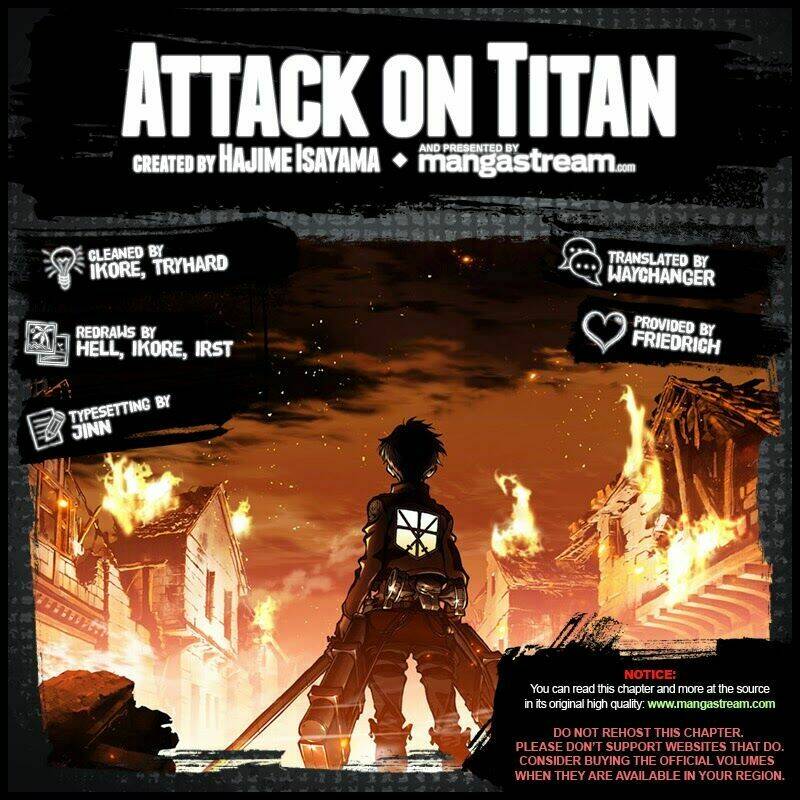 ATTACK ON TITAN
CREATED BY HAJIME ISAYAMA ◆ AND PRESENTED BY mangastream.com
CLEANED BY
IKORE, TRYHARD
TRANSLATED BY
WAYCHANGER
REDRAWS BY
HELL, IKORE, IRST
PROVIDED BY
FRIEDRICH
TYPESETTING BY
JINN
NOTICE:
You can read this chapter and more at the source
in its original high quality: www.mangastream.com
DO NOT REHOST THIS CHAPTER.
PLEASE DON'T SUPPORT WEBSITES THAT DO.
CONSIDER BUYING THE OFFICIAL VOLUMES
WHEN THEY ARE AVAILABLE IN YOUR REGION.